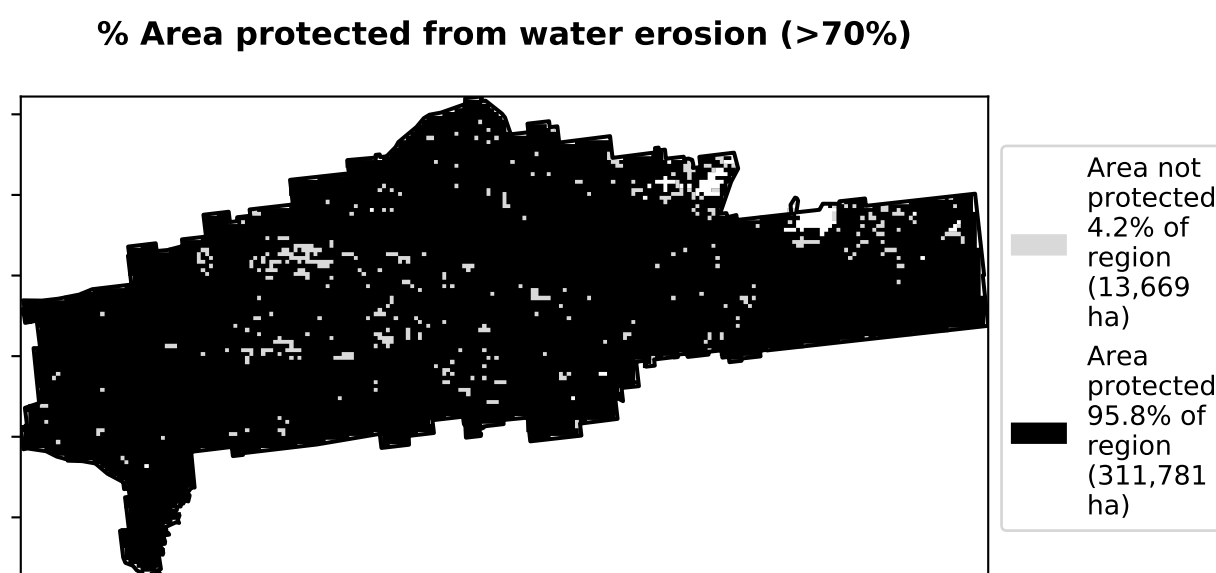 % Area protected from water erosion (>70%)
Area not
protected
4.2% of
region
(13,669
ha)
Area
protected
95.8% of
region
(311,781
ha)